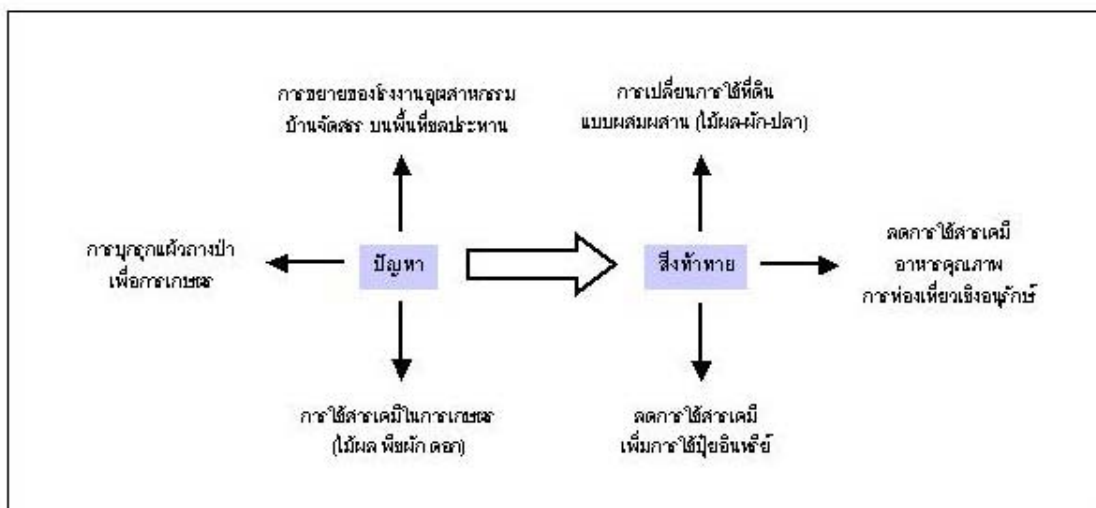 การขยายของโรงงานอุตสาหกรรม
บ้านจัดสรร บนพื้นที่ชลประทาน
การเปลี่ยนการใช้ที่ดิน
แบบผสมผสาน (ไม้ผล-ผัก-ปลา)
การบุกรุกแผ้วถางป่า
เพื่อการเกษตร
ปัญหา
สิ่งท้าทาย
ลดการใช้สารเคมี
อาหารคุณภาพ
การท่องเที่ยวเชิงอนุรักษ์
การใช้สารเคมีในการเกษตร
(ไม้ผล พืชผัก ดอก)
ลดการใช้สารเคมี
เพิ่มการใช้ปุ๋ยอินทรีย์